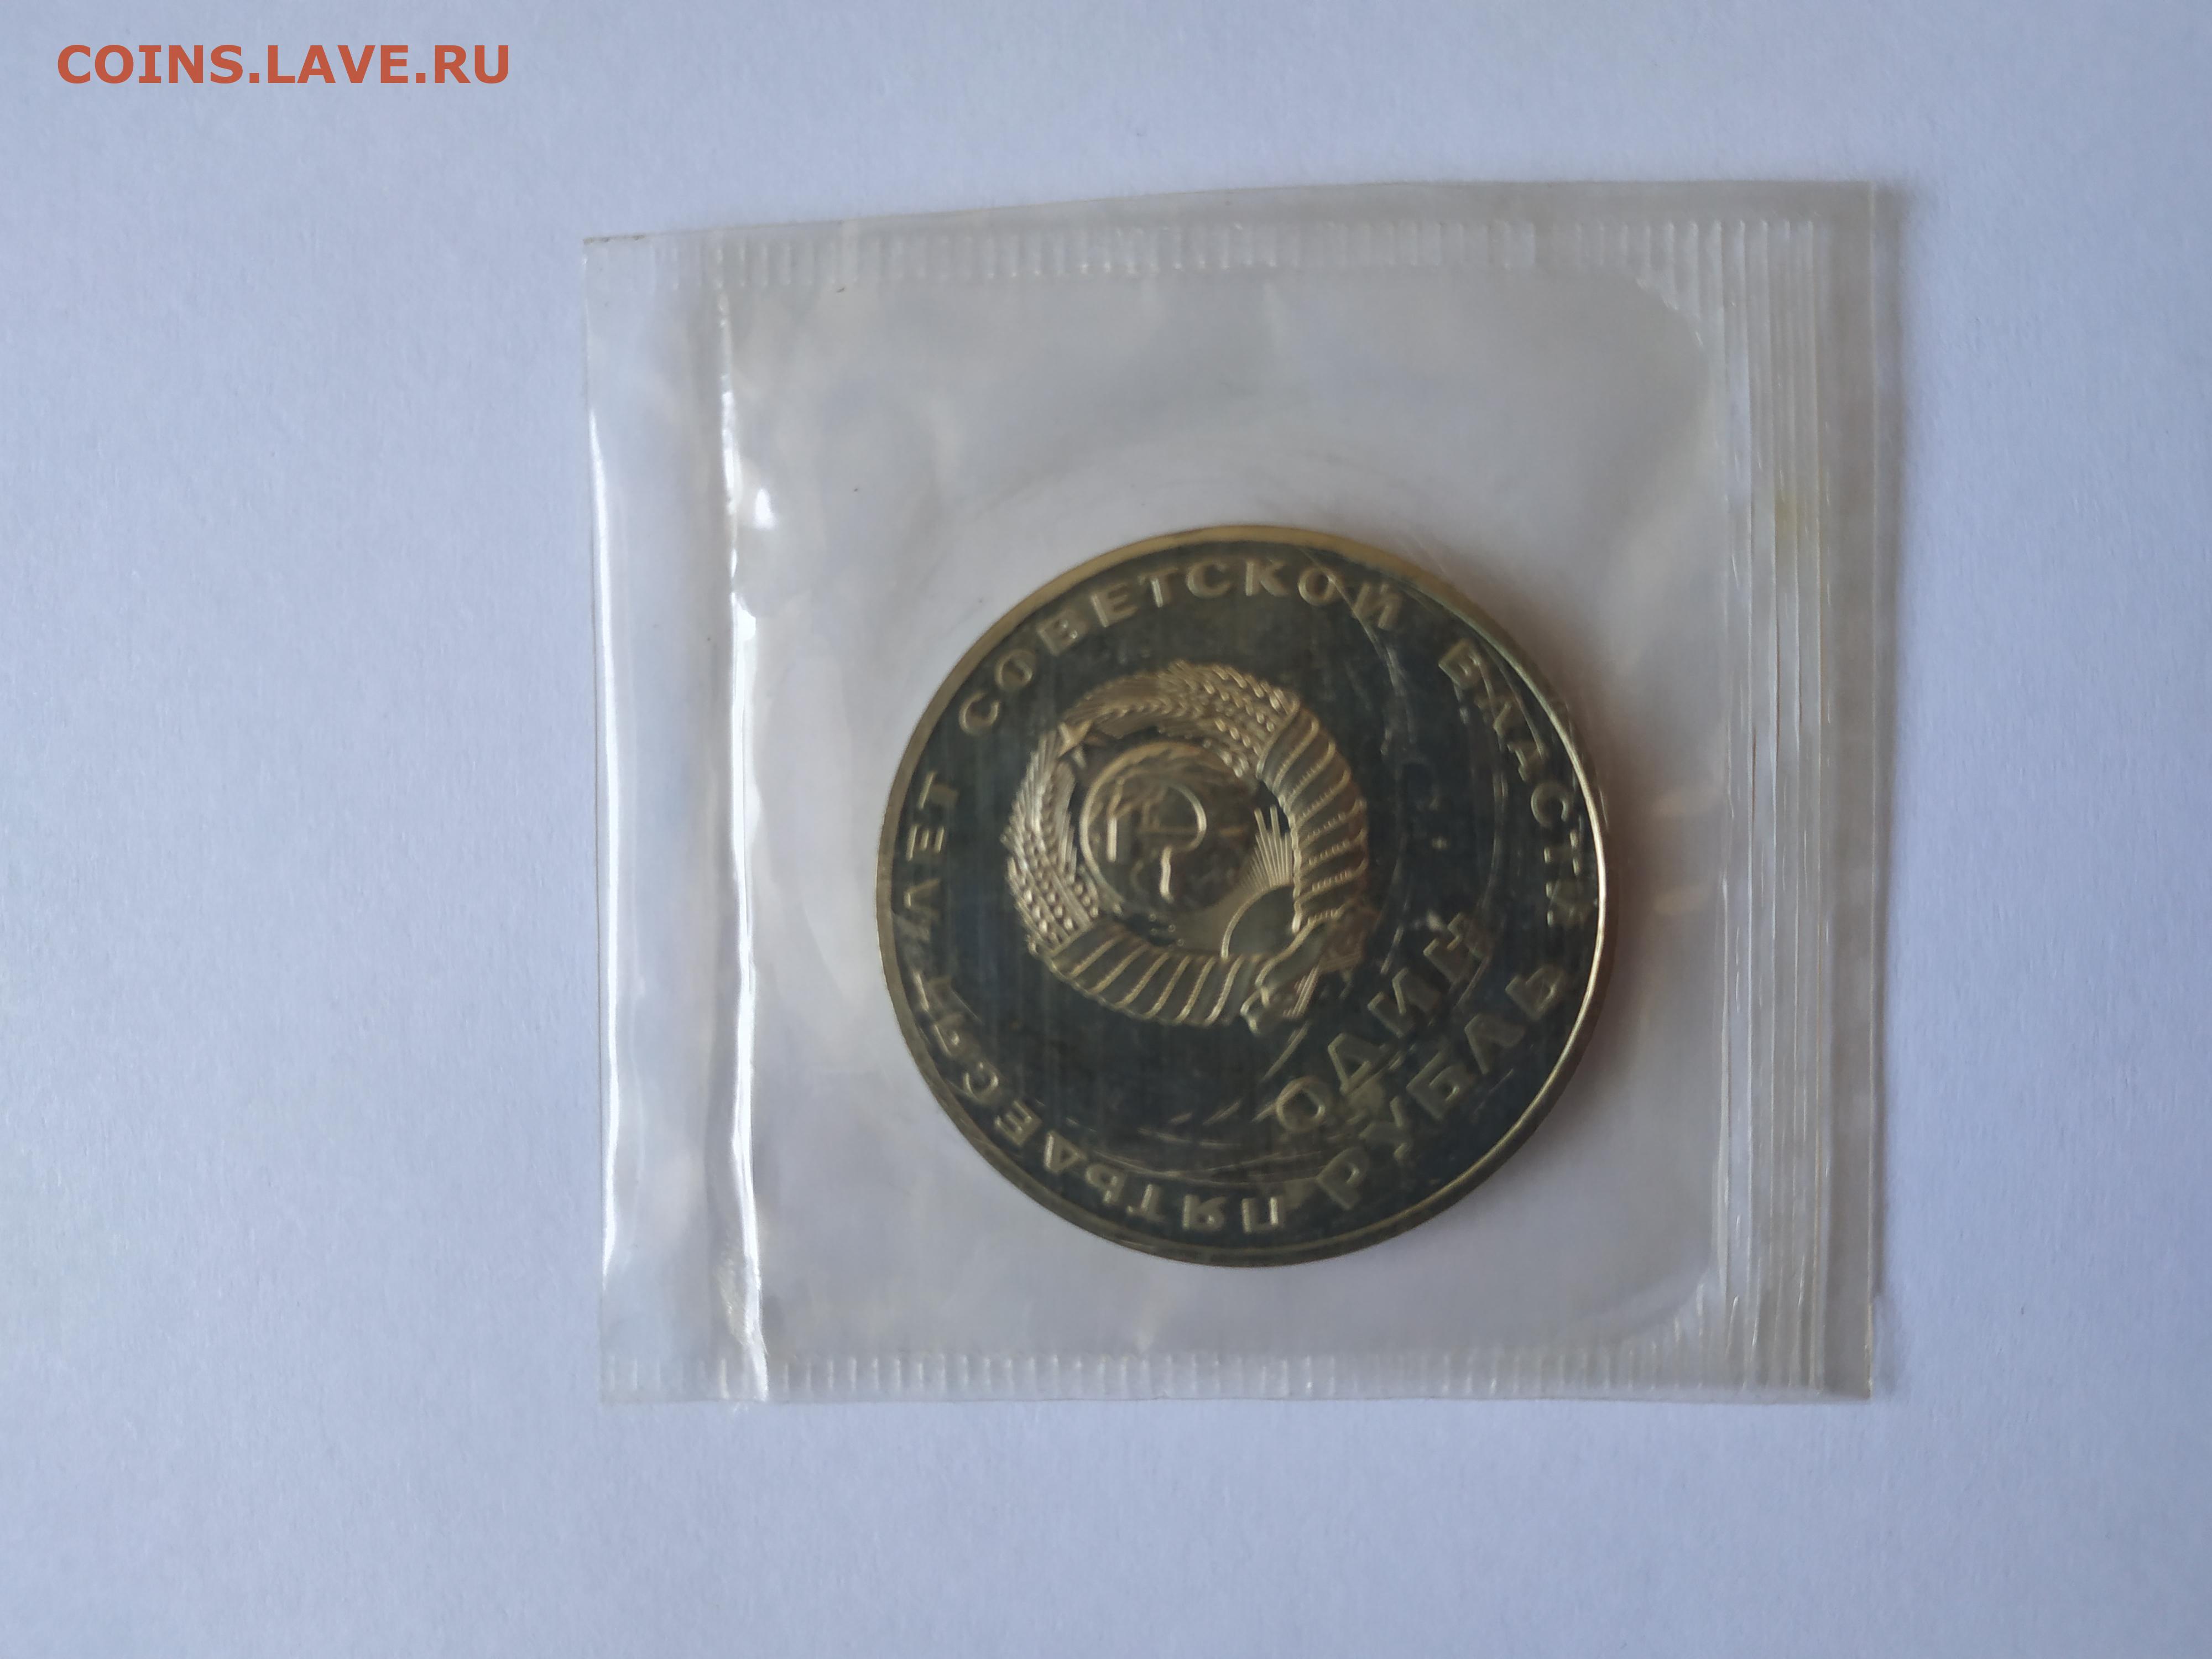 COINS.LAVE.RU
ПЯТЬДЕСЯТ ЛЕТ СОВЕТСКОЙ ВЛАСТИ
ОДИН
РУБЛЬ